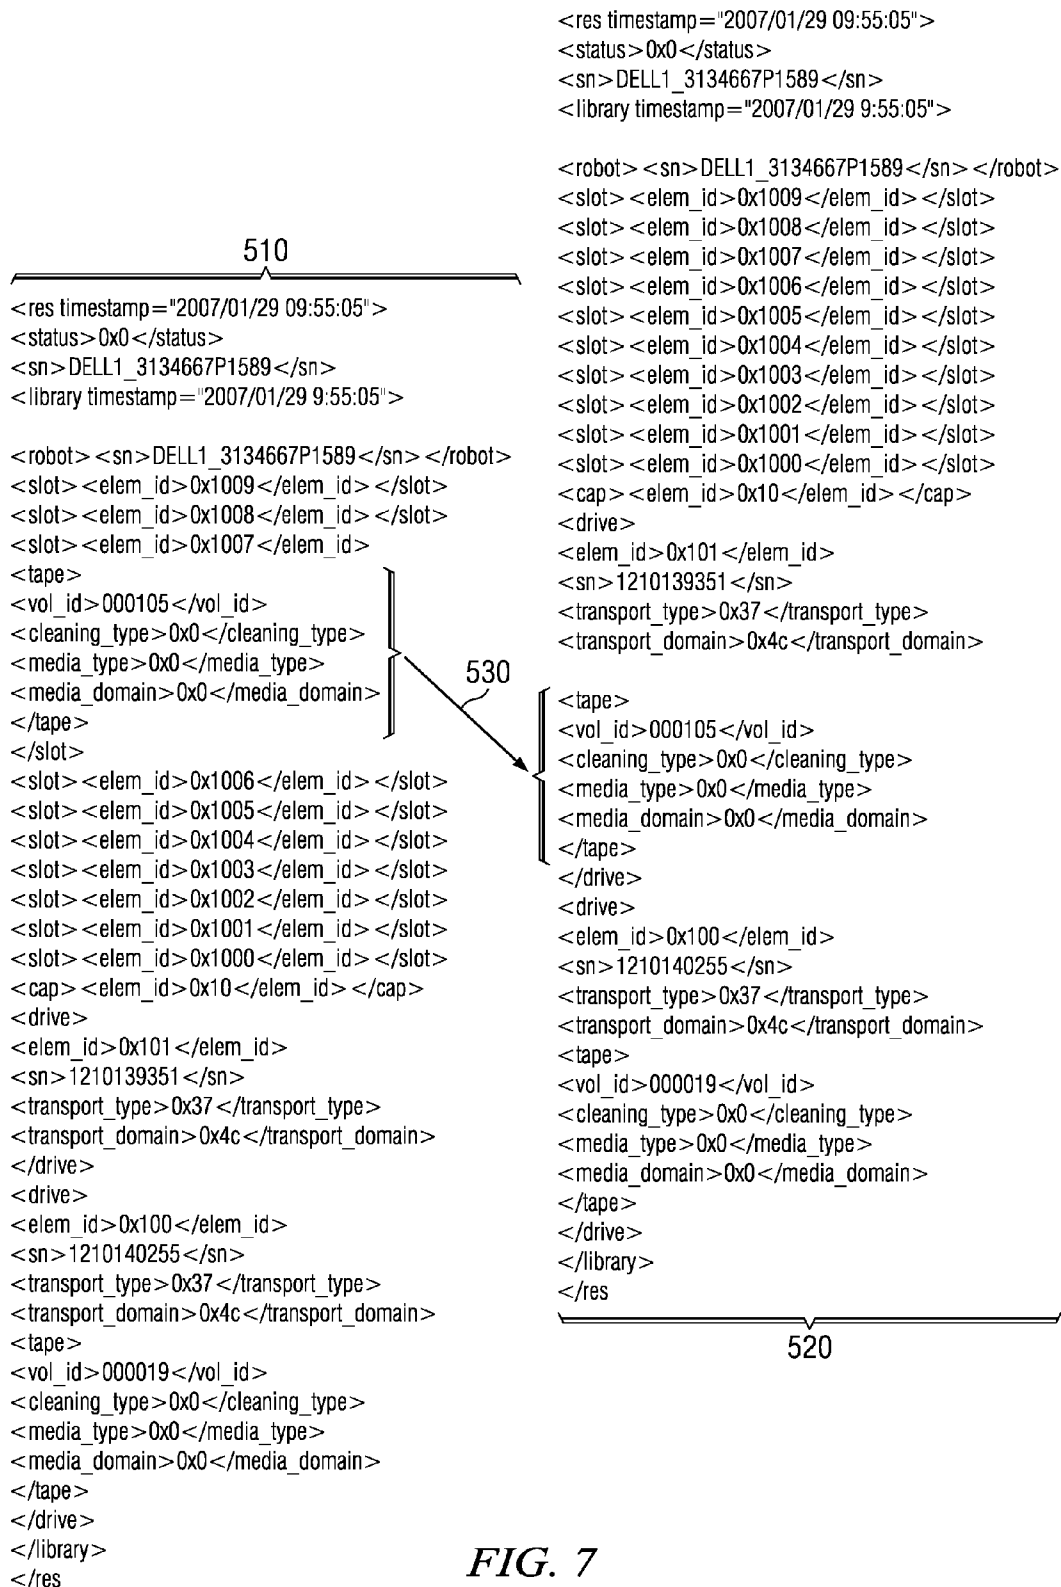 510
<res timestamp="2007/01/29 09:55:05">
<status>0x0</status>
<sn>DELL1_3134667P1589</sn>
<library timestamp="2007/01/29 9:55:05">
<robot><sn>DELL1_3134667P1589</sn></robot>
<slot><elem_id>0x1009</elem_id></slot>
<slot><elem_id>0x1008</elem_id></slot>
<slot><elem_id>0x1007</elem_id>
<tape>
<vol_id>000105</vol_id>
<cleaning_type>0x0</cleaning_type>
<media_type>0x0</media_type>
<media_domain>0x0</media_domain>
</tape>
</slot>
<slot><elem_id>0x1006</elem_id></slot>
<slot><elem_id>0x1005</elem_id></slot>
<slot><elem_id>0x1004</elem_id></slot>
<slot><elem_id>0x1003</elem_id></slot>
<slot><elem_id>0x1002</elem_id></slot>
<slot><elem_id>0x1001</elem_id></slot>
<slot><elem_id>0x1000</elem_id></slot>
<cap><elem_id>0x10</elem_id></cap>
<drive>
<elem_id>0x101</elem_id>
<sn>1210139351</sn>
<transport_type>0x37</transport_type>
<transport_domain>0x4c</transport_domain>
</drive>
<drive>
<elem_id>0x100</elem_id>
<sn>1210140255</sn>
<transport_type>0x37</transport_type>
<transport_domain>0x4c</transport_domain>
<tape>
<vol_id>000019</vol_id>
<cleaning_type>0x0</cleaning_type>
<media_type>0x0</media_type>
<media_domain>0x0</media_domain>
</tape>
</drive>
</library>
</res
530
<res timestamp="2007/01/29 09:55:05">
<status>0x0</status>
<sn>DELL1_3134667P1589</sn>
<library timestamp="2007/01/29 9:55:05">
<robot><sn>DELL1_3134667P1589</sn></robot>
<slot><elem_id>0x1009</elem_id></slot>
<slot><elem_id>0x1008</elem_id></slot>
<slot><elem_id>0x1007</elem_id></slot>
<slot><elem_id>0x1006</elem_id></slot>
<slot><elem_id>0x1005</elem_id></slot>
<slot><elem_id>0x1004</elem_id></slot>
<slot><elem_id>0x1003</elem_id></slot>
<slot><elem_id>0x1002</elem_id></slot>
<slot><elem_id>0x1001</elem_id></slot>
<slot><elem_id>0x1000</elem_id></slot>
<cap><elem_id>0x10</elem_id></cap>
<drive>
<elem_id>0x101</elem_id>
<sn>1210139351</sn>
<transport_type>0x37</transport_type>
<transport_domain>0x4c</transport_domain>
<tape>
<vol_id>000105</vol_id>
<cleaning_type>0x0</cleaning_type>
<media_type>0x0</media_type>
<media_domain>0x0</media_domain>
</tape>
</drive>
<drive>
<elem_id>0x100</elem_id>
<sn>1210140255</sn>
<transport_type>0x37</transport_type>
<transport_domain>0x4c</transport_domain>
<tape>
<vol_id>000019</vol_id>
<cleaning_type>0x0</cleaning_type>
<media_type>0x0</media_type>
<media_domain>0x0</media_domain>
</tape>
</drive>
</library>
</res
520
FIG. 7